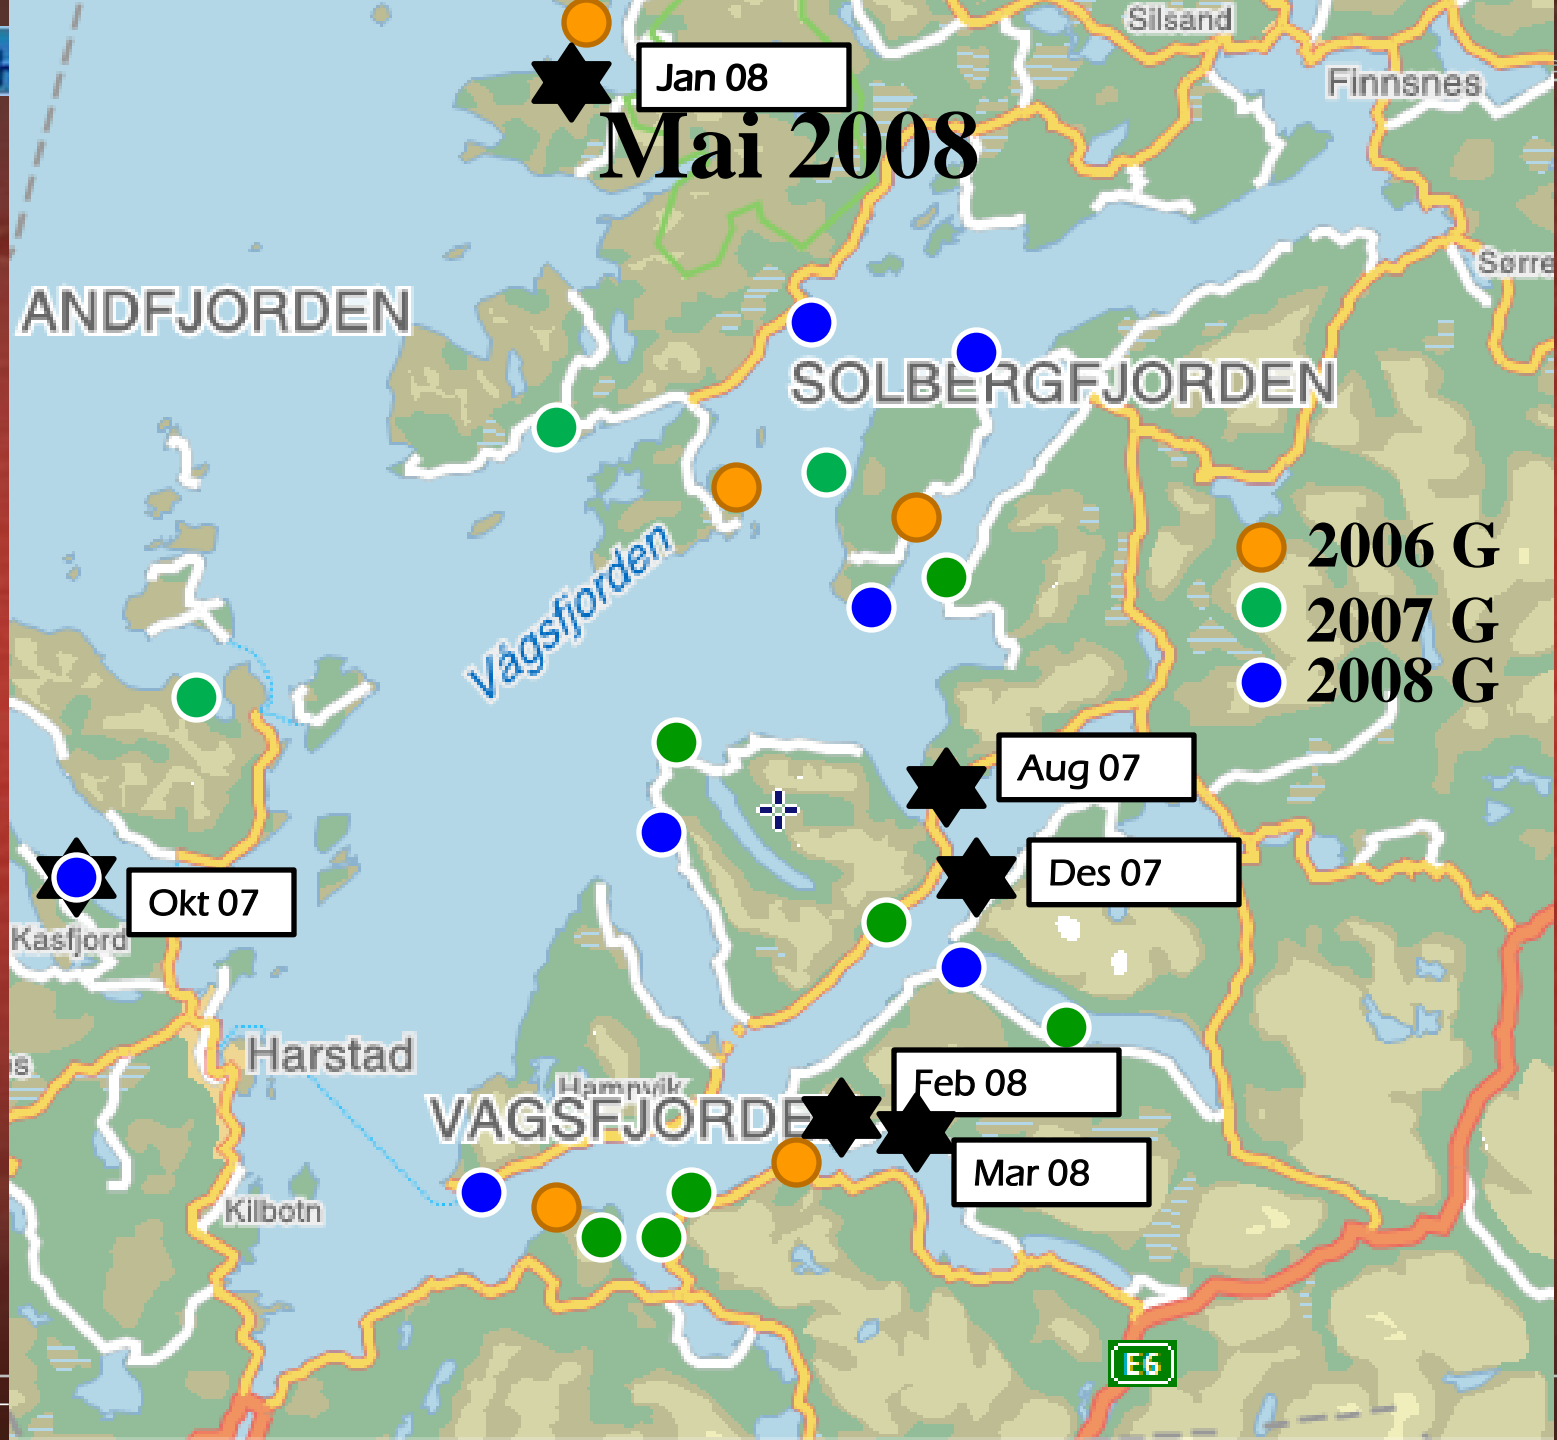 Silsand
Jan 08
Finnsnes
Mai 2008
Sørre
ANDFJORDEN
SOLBERGFJORDEN
2006 G
Vågsfjorden
2007 G
2008 G
Aug 07
Des 07
Okt 07
Kasfjord
Harstad
Feb 08
Hamnvik
VAGSFJORDE
Mar 08
Kilbotn
E6